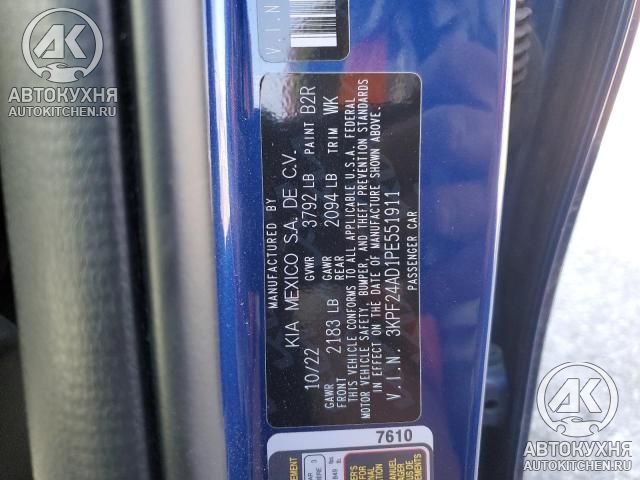 AK
АВТОКУХНЯ
AUTOKITCHEN.RU
V.I.N.
MANUFACTURED BY
KIA MEXICO S.A. DE C.V.
10/22 GVWR 3792 LB PAINT B2R
GAWR FRONT 2183 LB GAWR REAR 2094 LB TRIM WK
THIS VEHICLE CONFORMS TO ALL APPLICABLE U.S.A. FEDERAL
MOTOR VEHICLE SAFETY, BUMPER, AND THEFT PREVENTION STANDARDS
IN EFFECT ON THE DATE OF MANUFACTURE SHOWN ABOVE.
V.I.N. 3KPF24AD1PE551911
PASSENGER CAR
7610
AK
АВТОКУХНЯ
AUTOKITCHEN.RU